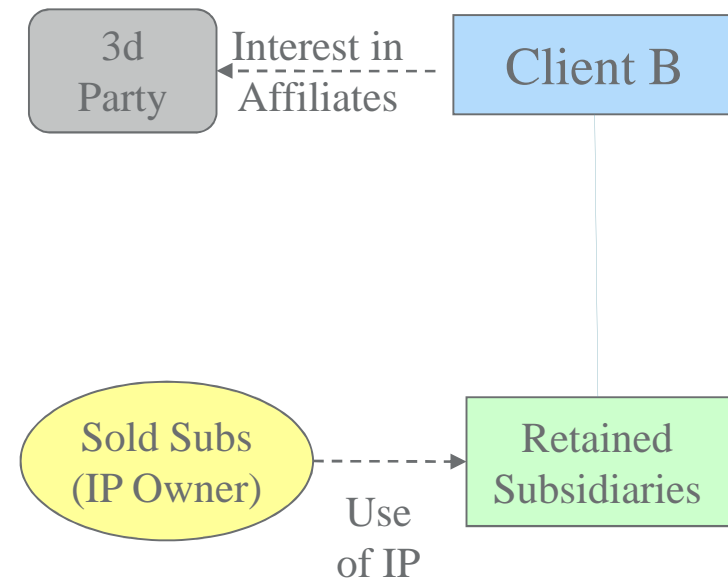 3d
Party
Interest in
Affiliates
Client B
Sold Subs
(IP Owner)
Use
of IP
Retained
Subsidiaries